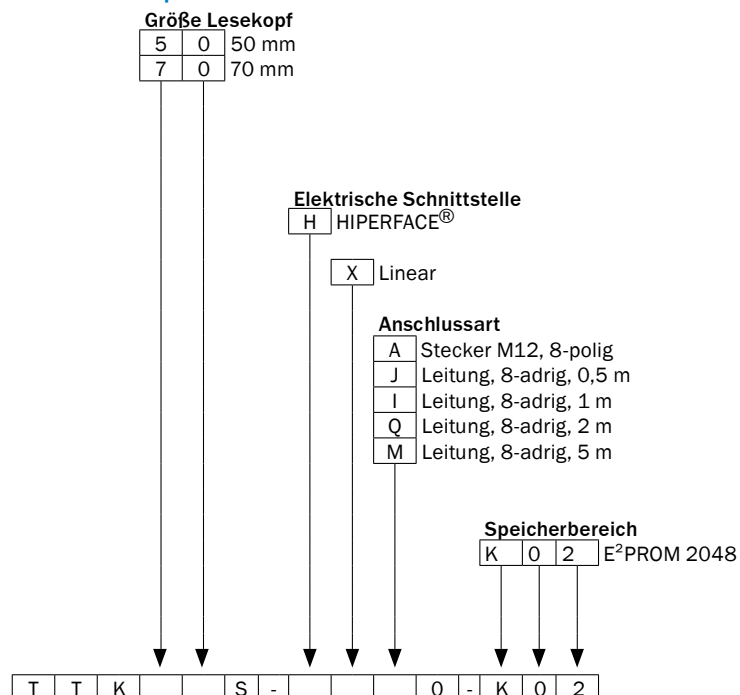 Größe Lesekopf
5 0 50 mm
7 0 70 mm
Elektrische Schnittstelle
H HIPERFACE®
X Linear
Anschlussart
A Stecker M12, 8-polig
J Leitung, 8-adrig, 0,5 m
I Leitung, 8-adrig, 1 m
Q Leitung, 8-adrig, 2 m
M Leitung, 8-adrig, 5 m
Speicherbereich
K 0 2 E²PROM 2048
T T K S - 0 - K 0 2